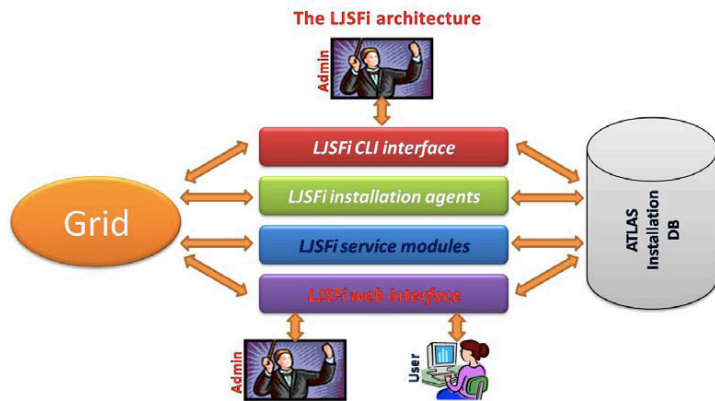 The LJSFi architecture
Admin
LJSFi CLI interface
LJSFi installation agents
Grid
LJSFi service modules
LJSFi web interface
ATLAS
Installation
DB
Admin
User